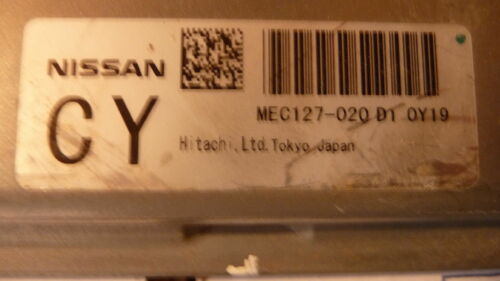 NISSAN
CY
MEC127-020 D1 0Y19
Hitachi,Ltd.Tokyo Japan